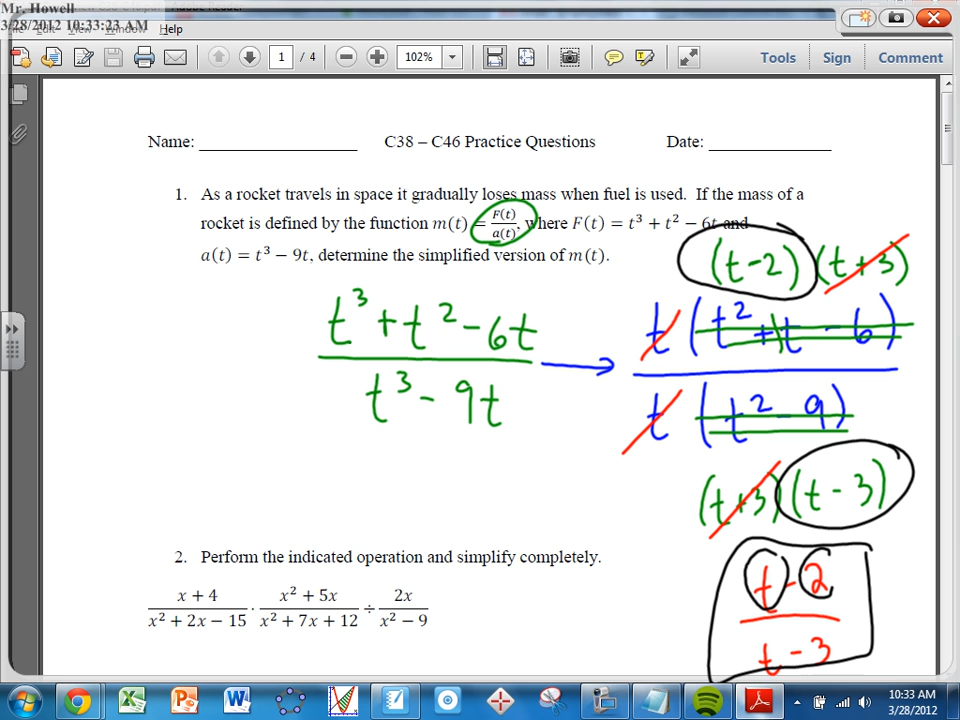 Mr. Howell
3/28/2012 10:33:23 AM
View Window Help
1 / 4 102% Tools Sign Comment
Name: __________________ C38 – C46 Practice Questions Date: ______________
1. As a rocket travels in space it gradually loses mass when fuel is used. If the mass of a
rocket is defined by the function m(t) = F(t)/a(t), where F(t) = t³ + t² − 6t and
a(t) = t³ − 9t, determine the simplified version of m(t).
(t-2)(t+3)
t³ + t² - 6t
t (t² + t - 6)
t³ - 9t
t (t² - 9)
(t+3)(t-3)
2. Perform the indicated operation and simplify completely.
t-2
x + 4 x² + 5x 2x
· ÷
x² + 2x − 15 x² + 7x + 12 x² − 9
t-3
10:33 AM
3/28/2012